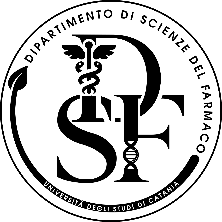 DIPARTIMENTO DI SCIENZE DEL FARMACO
DSF
UNIVERSITÀ DEGLI STUDI DI CATANIA